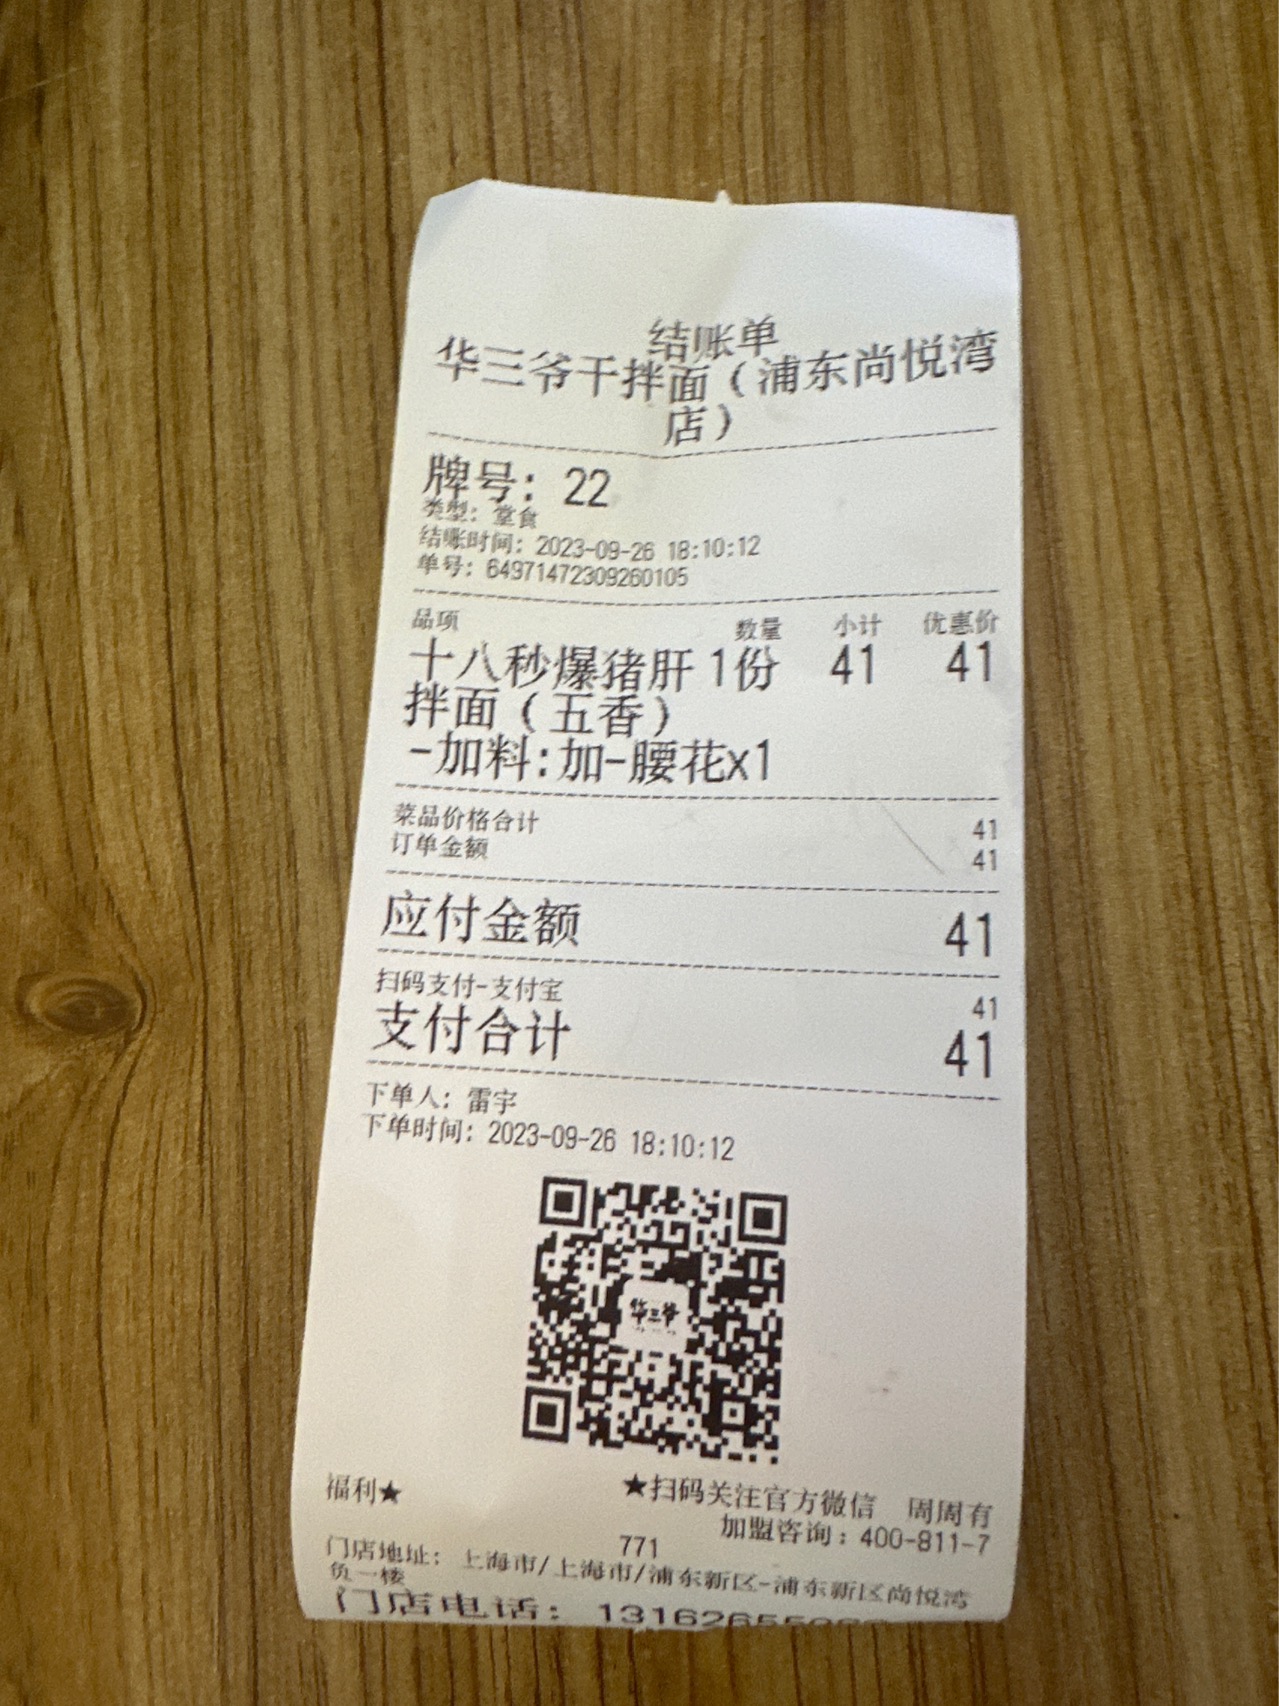 结账单
华三爷干拌面（浦东尚悦湾
店）
牌号：22
类型：堂食
结账时间：2023-09-26 18:10:12
单号：64971472309260105
品项 数量 小计 优惠价
十八秒爆猪肝 1份 41 41
拌面（五香）
-加料:加-腰花x1
菜品价格合计 41
订单金额 41
应付金额 41
扫码支付-支付宝 41
支付合计 41
下单人：雷宇
下单时间：2023-09-26 18:10:12
华三爷
★扫码关注官方微信 周周有
福利★
加盟咨询：400-811-7
771
门店地址：上海市/上海市/浦东新区-浦东新区尚悦湾
负一楼
门店电话：